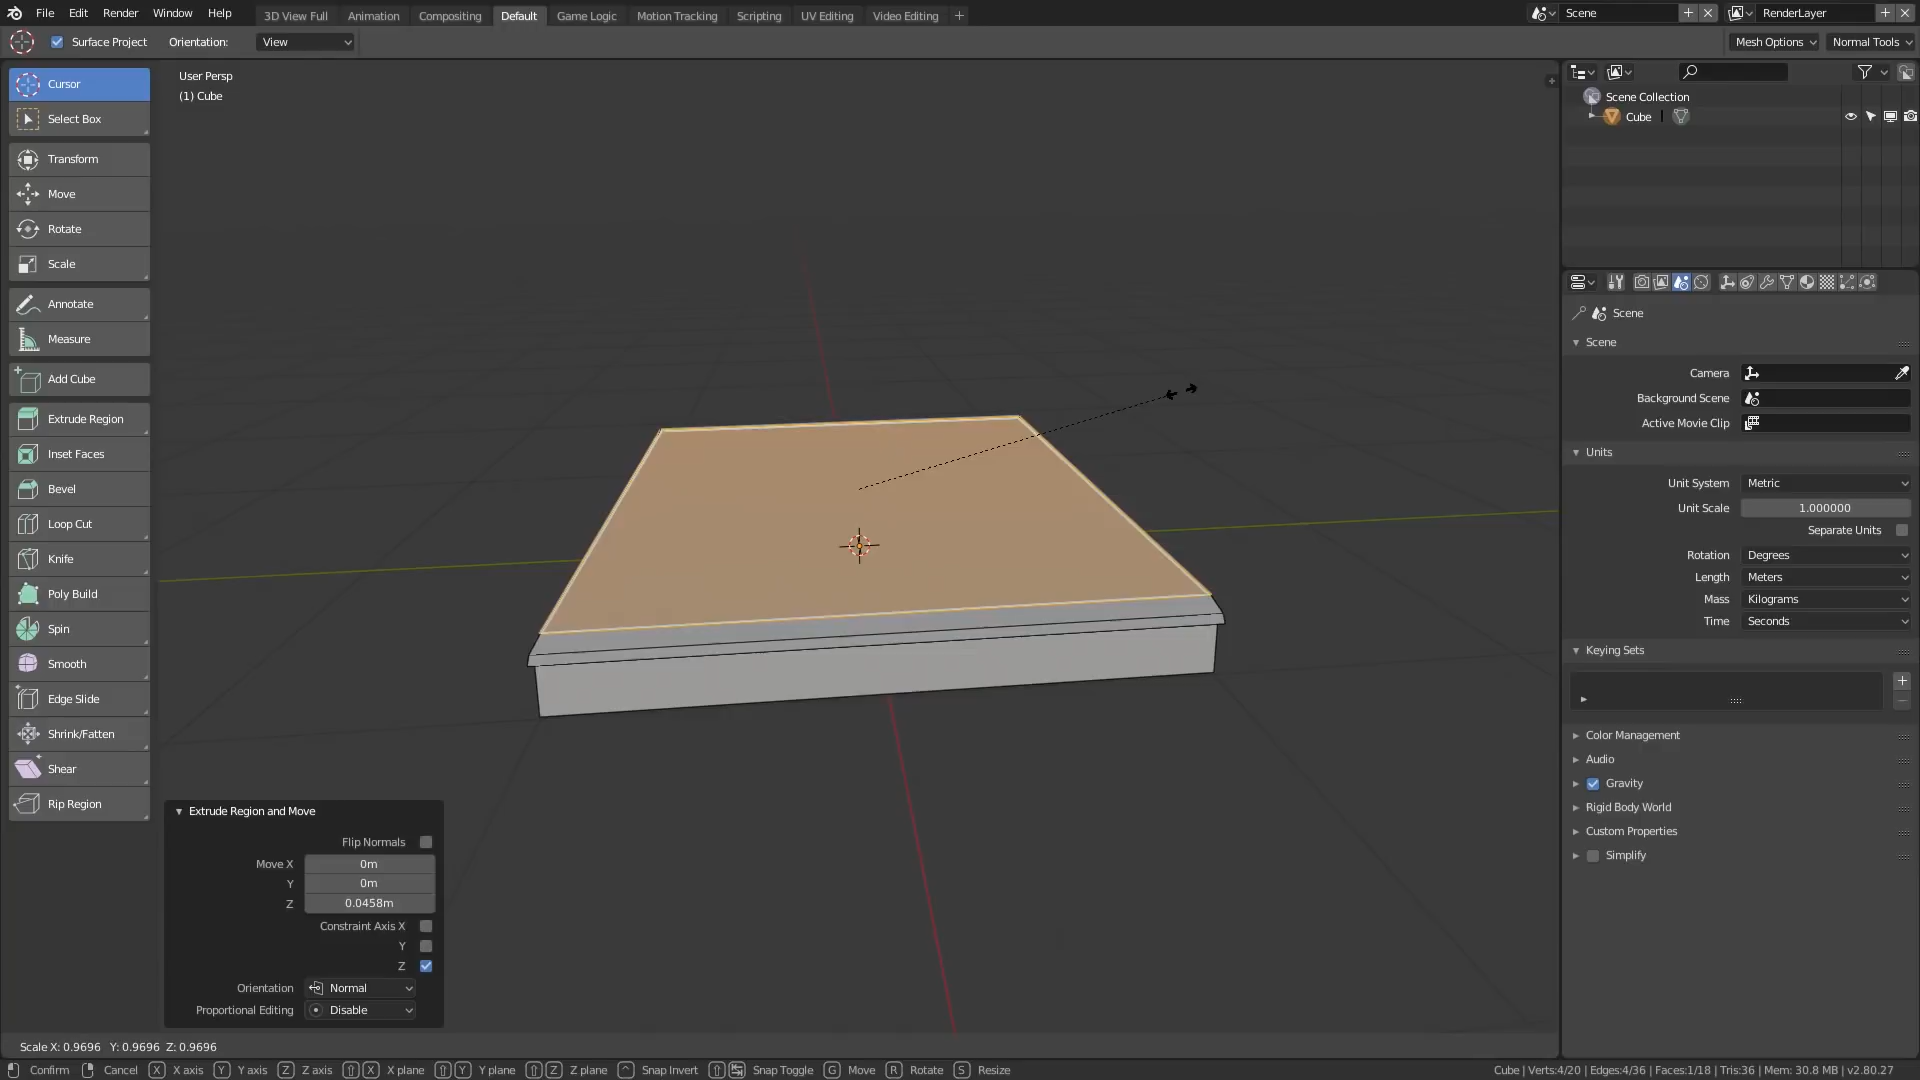 File Edit Render Window Help 3D View Full Animation Compositing Default Game Logic Motion Tracking Scripting UV Editing Video Editing + Scene RenderLayer
Surface Project Orientation: View Mesh Options Normal Tools
Cursor
Select Box
Transform
Move
Rotate
Scale
Annotate
Measure
Add Cube
Extrude Region
Inset Faces
Bevel
Loop Cut
Knife
Poly Build
Spin
Smooth
Edge Slide
Shrink/Fatten
Shear
Rip Region
User Persp
(1) Cube
Extrude Region and Move
Flip Normals
Move X 0m
Y 0m
Z 0.0458m
Constraint Axis X
Y
Z
Orientation Normal
Proportional Editing Disable
Scene Collection
Cube
Scene
Scene
Camera
Background Scene
Active Movie Clip
Units
Unit System Metric
Unit Scale 1.000000
Separate Units
Rotation Degrees
Length Meters
Mass Kilograms
Time Seconds
Keying Sets
Color Management
Audio
Gravity
Rigid Body World
Custom Properties
Simplify
Scale X: 0.9696 Y: 0.9696 Z: 0.9696
Confirm Cancel X X axis Y Y axis Z Z axis X X plane Y Y plane Z Z plane Snap Invert Snap Toggle G Move R Rotate S Resize Cube | Verts:4/20 | Edges:4/36 | Faces:1/18 | Tris:36 | Mem: 30.8 MB | v2.80.27